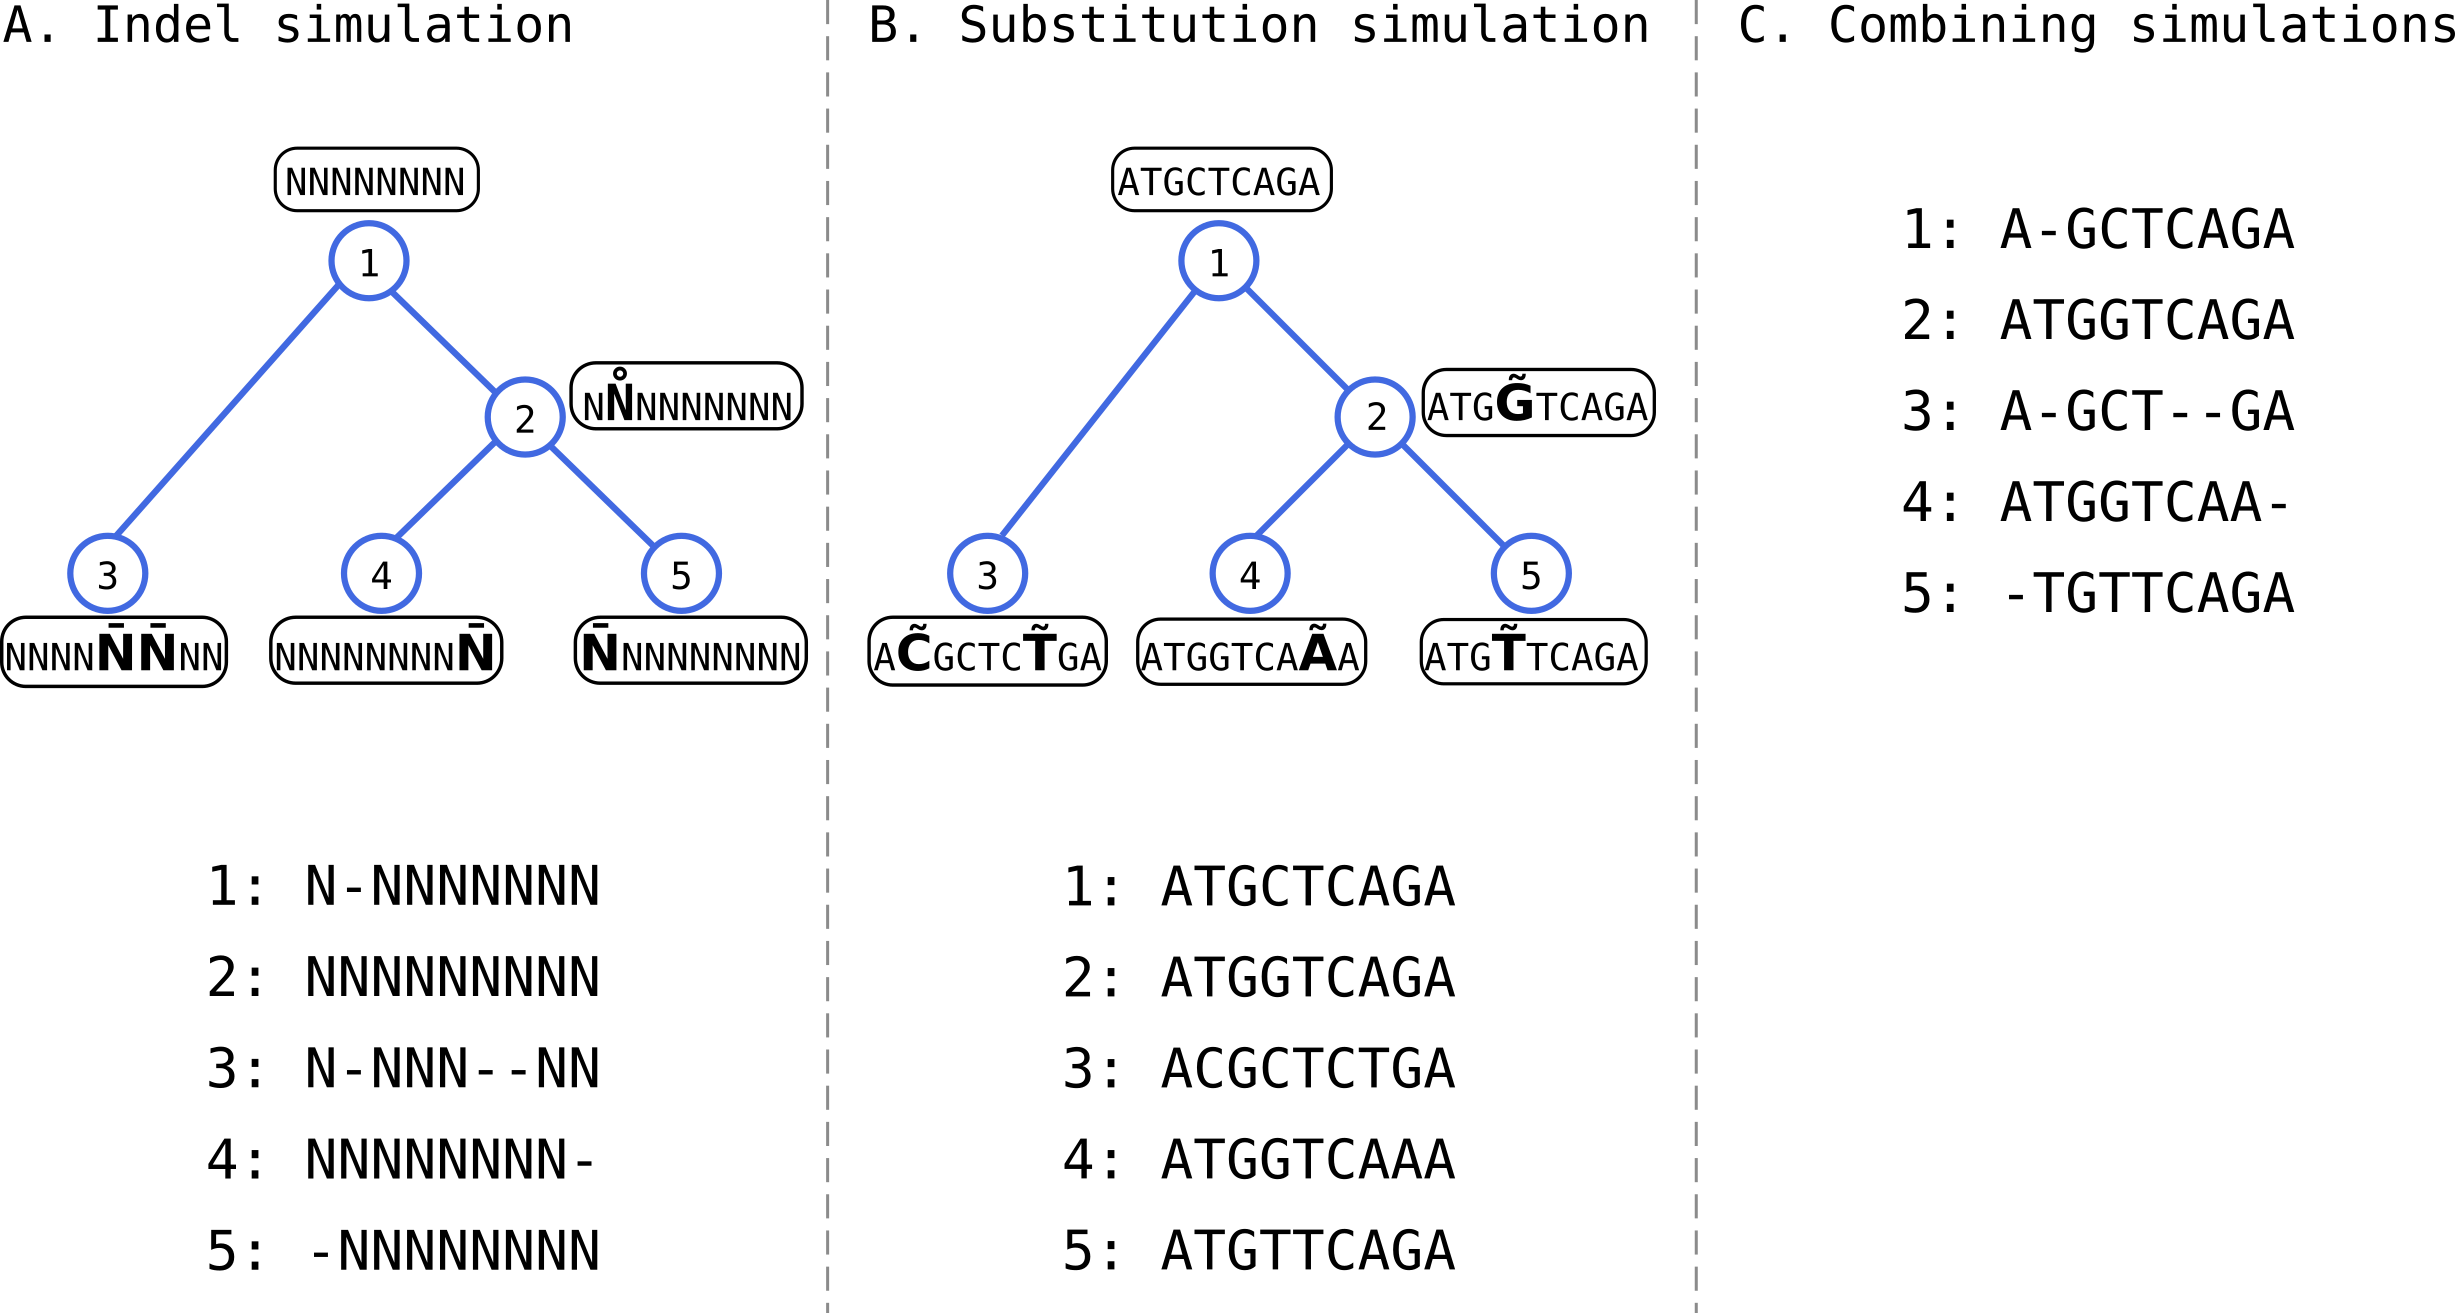 A. Indel simulation
NNNNNNNN
1
NN̊NNNNNNN
2
3
4
5
NNNNN̄N̄NN
NNNNNNNNN̄
N̄NNNNNNNN
1: N-NNNNNNN
2: NNNNNNNNN
3: N-NNN--NN
4: NNNNNNNN-
5: -NNNNNNNN
B. Substitution simulation
ATGCTCAGA
1
ATGG̃TCAGA
2
3
4
5
AC̃GCTCT̃GA
ATGGTCAÃA
ATGT̃TCAGA
1: ATGCTCAGA
2: ATGGTCAGA
3: ACGCTCTGA
4: ATGGTCAAA
5: ATGTTCAGA
C. Combining simulations
1: A-GCTCAGA
2: ATGGTCAGA
3: A-GCT--GA
4: ATGGTCAA-
5: -TGTTCAGA